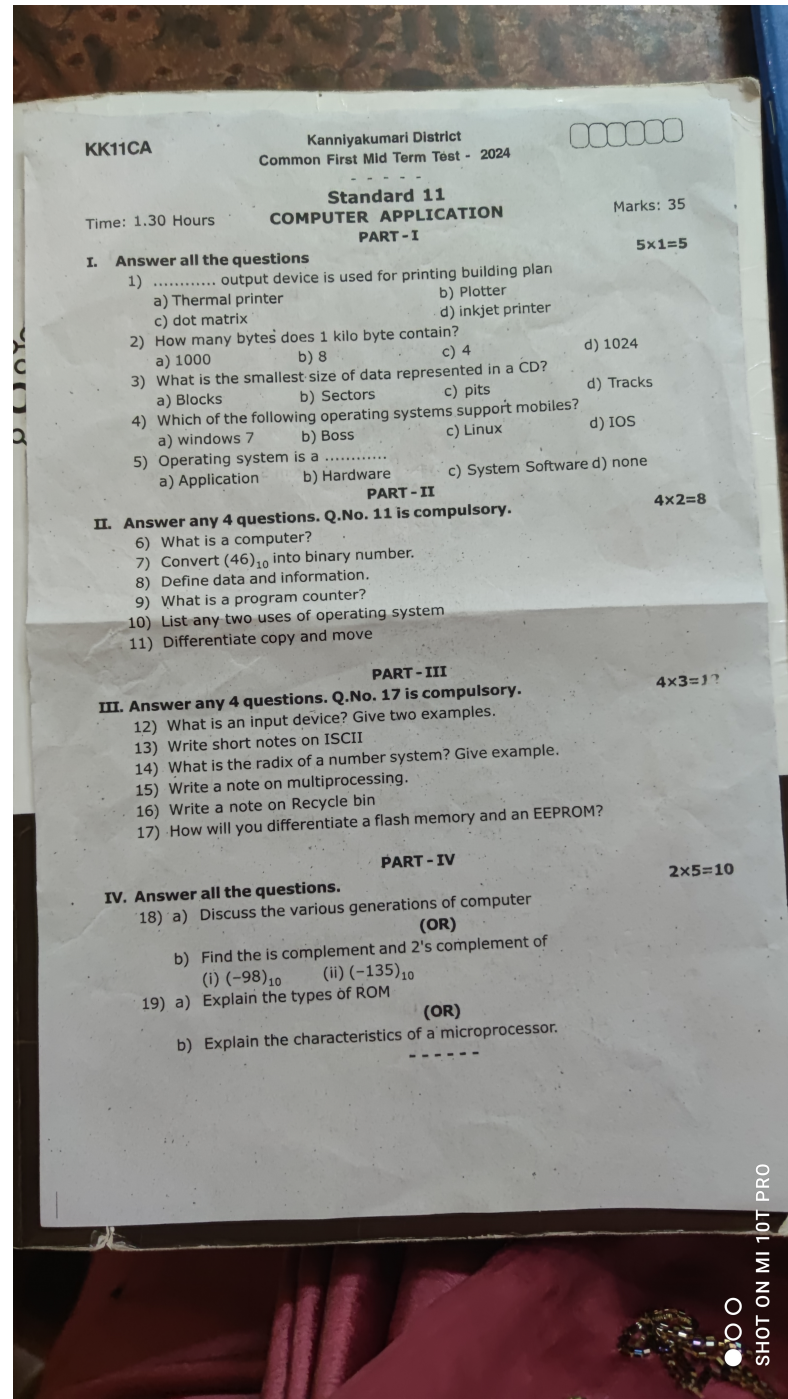 KK11CA
Kanniyakumari District
Common First Mid Term Test - 2024
- - - - -
Standard 11
Time: 1.30 Hours COMPUTER APPLICATION Marks: 35
PART - I
I. Answer all the questions 5x1=5
1) ............ output device is used for printing building plan
a) Thermal printer b) Plotter
c) dot matrix d) inkjet printer
2) How many bytes does 1 kilo byte contain?
a) 1000 b) 8 c) 4 d) 1024
3) What is the smallest size of data represented in a CD?
a) Blocks b) Sectors c) pits d) Tracks
4) Which of the following operating systems support mobiles?
a) windows 7 b) Boss c) Linux d) IOS
5) Operating system is a ............
a) Application b) Hardware c) System Software d) none
PART - II
II. Answer any 4 questions. Q.No. 11 is compulsory. 4x2=8
6) What is a computer?
7) Convert (46)₁₀ into binary number.
8) Define data and information.
9) What is a program counter?
10) List any two uses of operating system
11) Differentiate copy and move
PART - III
III. Answer any 4 questions. Q.No. 17 is compulsory. 4x3=
12) What is an input device? Give two examples.
13) Write short notes on ISCII
14) What is the radix of a number system? Give example.
15) Write a note on multiprocessing.
16) Write a note on Recycle bin
17) How will you differentiate a flash memory and an EEPROM?
PART - IV
IV. Answer all the questions. 2x5=10
18) a) Discuss the various generations of computer
(OR)
b) Find the is complement and 2's complement of
(i) (-98)₁₀ (ii) (-135)₁₀
19) a) Explain the types of ROM
(OR)
b) Explain the characteristics of a microprocessor.
- - - - - -
SHOT ON MI 10T PRO